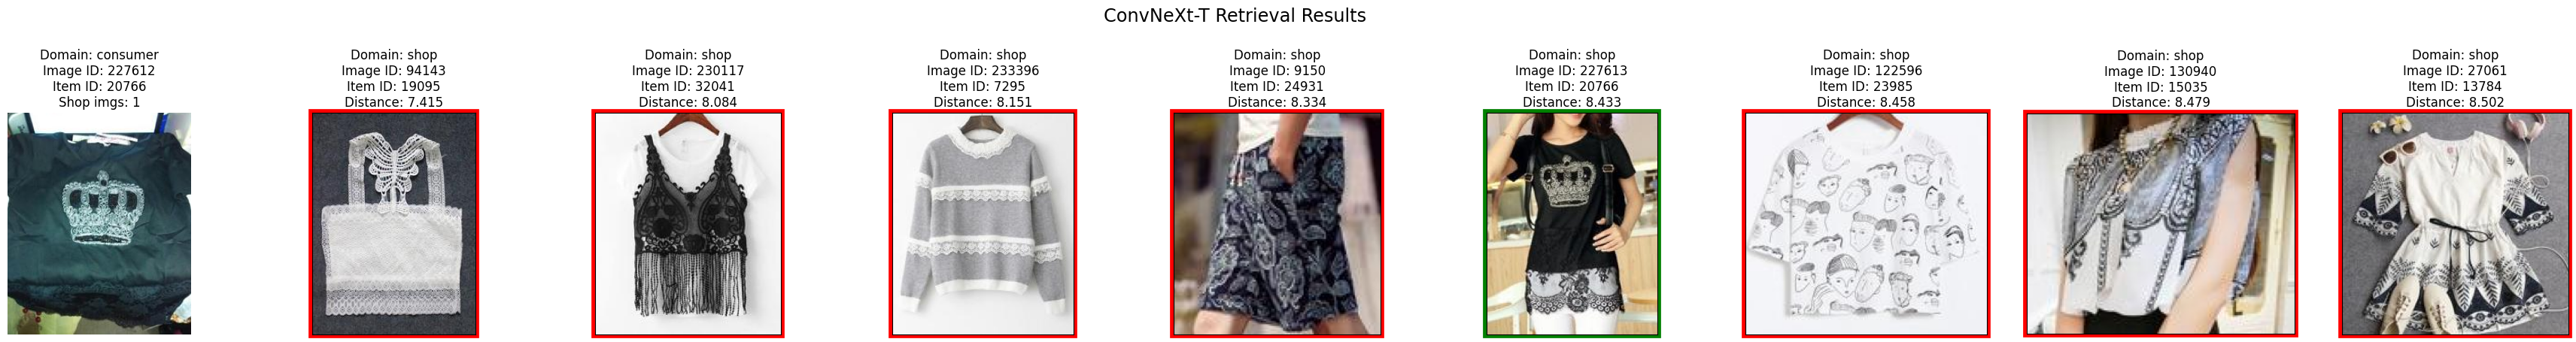 ConvNeXt-T Retrieval Results
Domain: consumer
Image ID: 227612
Item ID: 20766
Shop imgs: 1
Domain: shop
Image ID: 94143
Item ID: 19095
Distance: 7.415
Domain: shop
Image ID: 230117
Item ID: 32041
Distance: 8.084
Domain: shop
Image ID: 233396
Item ID: 7295
Distance: 8.151
Domain: shop
Image ID: 9150
Item ID: 24931
Distance: 8.334
Domain: shop
Image ID: 227613
Item ID: 20766
Distance: 8.433
Domain: shop
Image ID: 122596
Item ID: 23985
Distance: 8.458
Domain: shop
Image ID: 130940
Item ID: 15035
Distance: 8.479
Domain: shop
Image ID: 27061
Item ID: 13784
Distance: 8.502